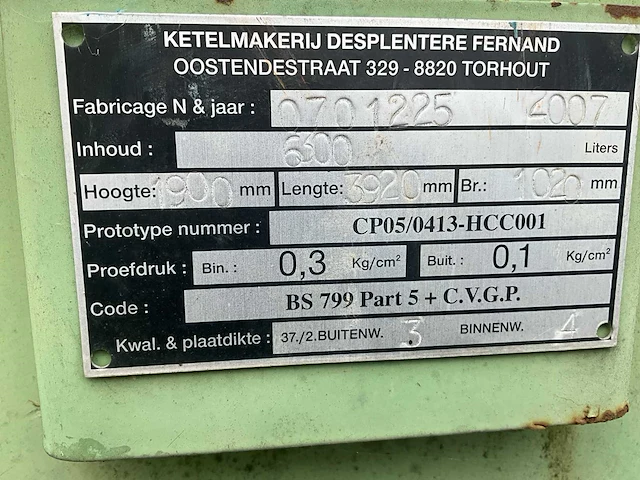 KETELMAKERIJ DESPLENTERE FERNAND
OOSTENDESTRAAT 329 - 8820 TORHOUT
Fabricage N & jaar : 0701225 2007
Inhoud : 6300 Liters
Hoogte: 1900 mm Lengte: 3920 mm Br.: 1020 mm
Prototype nummer : CP05/0413-HCC001
Proefdruk : Bin. : 0,3 Kg/cm² Buit. : 0,1 Kg/cm²
Code : BS 799 Part 5 + C.V.G.P.
Kwal. & plaatdikte : 37./2. BUITENW. 3 BINNENW. 4